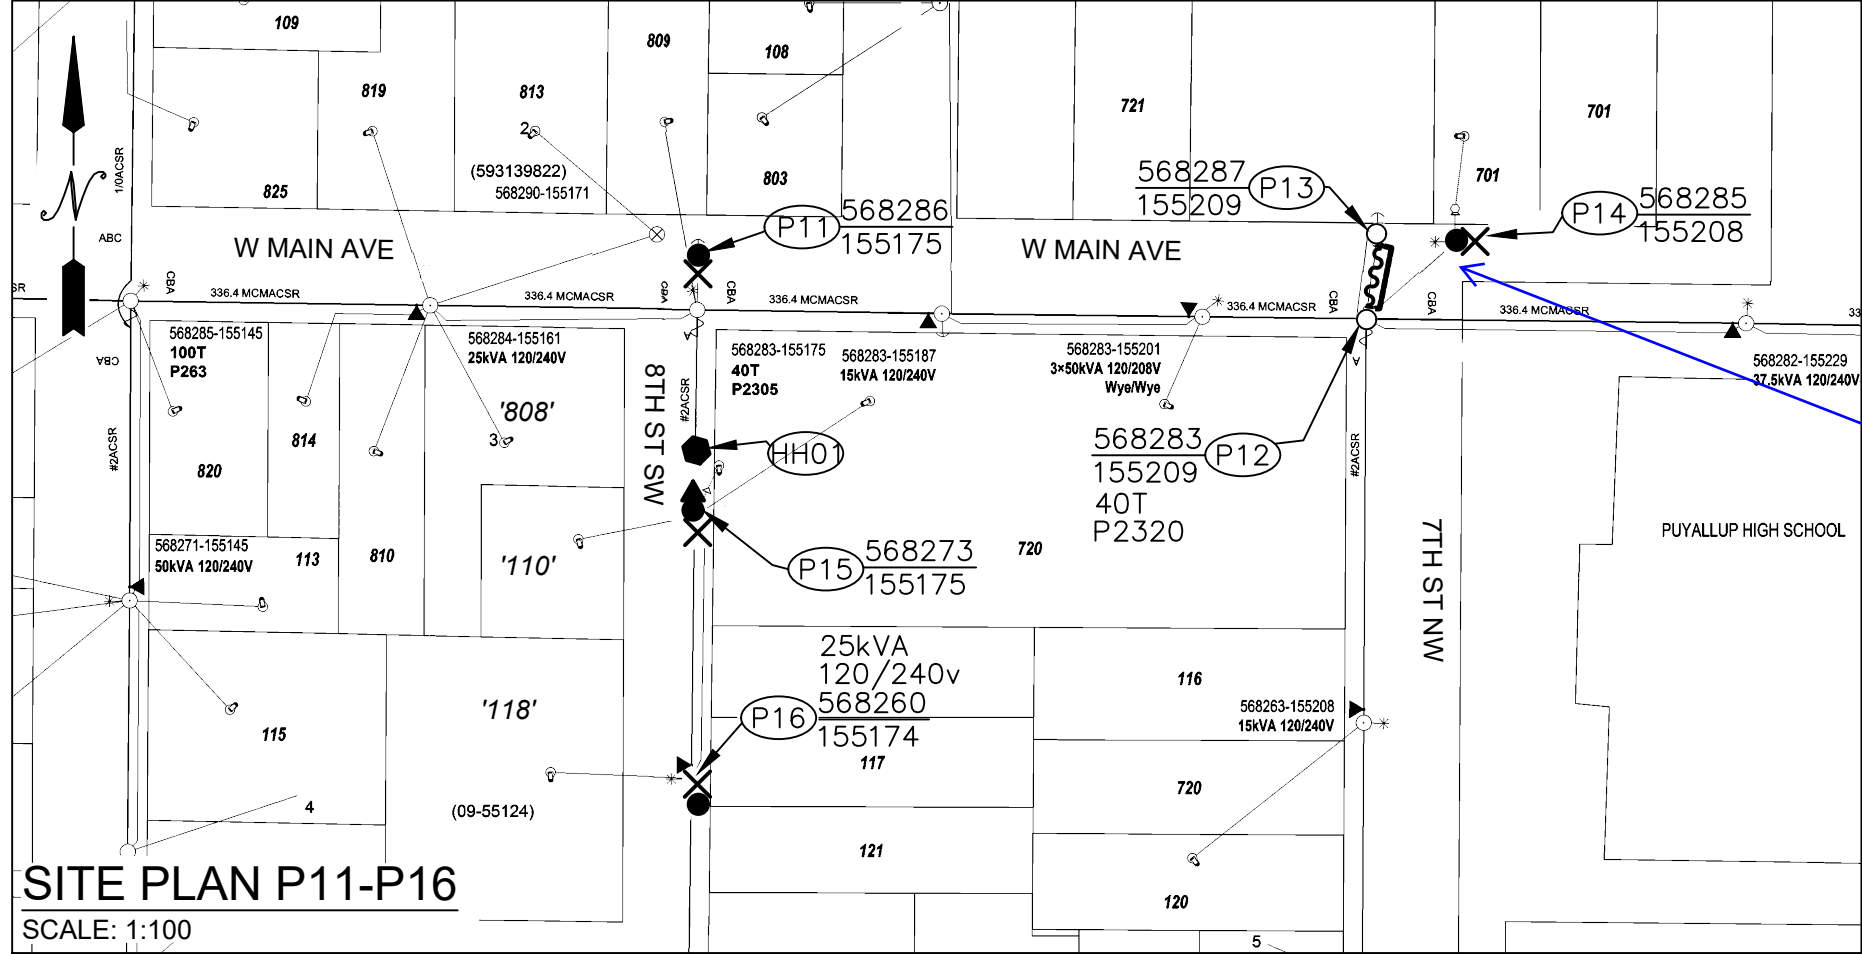 109
819
813
809
108
721
701
2
(593139822)
568290-155171
825
803
701
1/0ACSR
N
ABC
W MAIN AVE
P11
568286
155175
W MAIN AVE
568287
155209
P13
P14
568285
155208
SR
CBA
336.4 MCMACSR
336.4 MCMACSR
CBA
CBA
336.4 MCMACSR
336.4 MCMACSR
CBA
CBA
336.4 MCMACSR
33
568285-155145
100T
P263
CBA
568284-155161
25kVA 120/240V
A
568283-155175
40T
P2305
568283-155187
15kVA 120/240V
568283-155201
3×50kVA 120/208V
Wye/Wye
A
568282-155229
37.5kVA 120/240V
8TH ST SW
#2ACSR
'808'
3
814
820
#2ACSR
HH01
568283
155209
40T
P2320
P12
#2ACSR
PUYALLUP HIGH SCHOOL
7TH ST NW
568271-155145
50kVA 120/240V
113
810
'110'
P15
568273
155175
720
25kVA
120/240v
P16
568260
155174
117
116
568263-155208
15kVA 120/240V
115
'118'
720
4
(09-55124)
121
120
5
SITE PLAN P11-P16
SCALE: 1:100